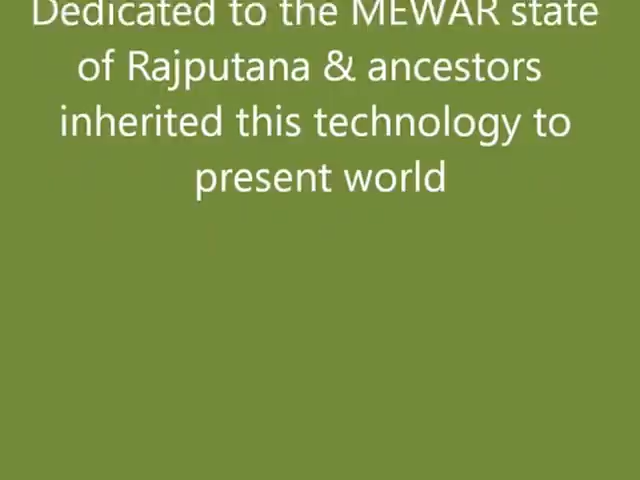 Dedicated to the MEWAR state
of Rajputana & ancestors
inherited this technology to
present world